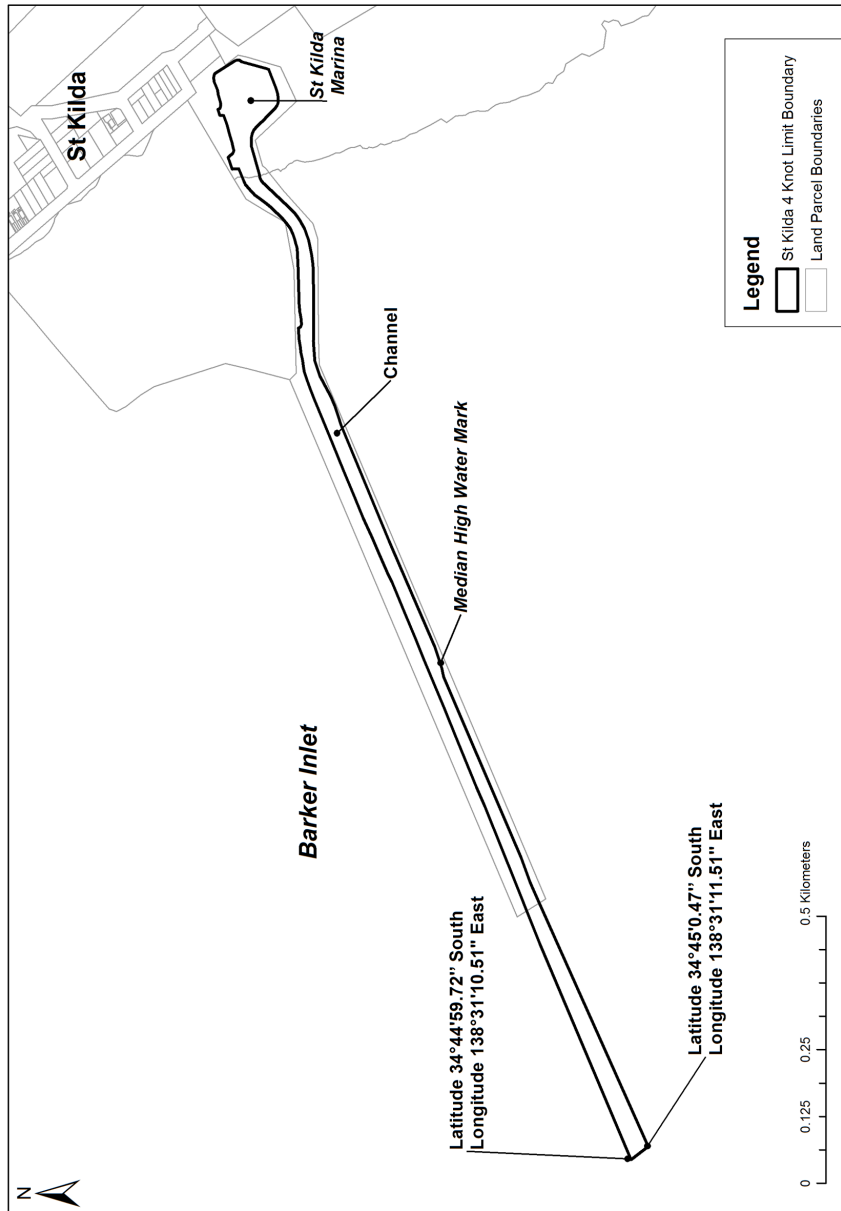 N
St Kilda
St Kilda
Marina
Channel
Median High Water Mark
Barker Inlet
Latitude 34°44'59.72" South
Longitude 138°31'10.51" East
Latitude 34°45'0.47" South
Longitude 138°31'11.51" East
0 0.125 0.25 0.5 Kilometers
Legend
St Kilda 4 Knot Limit Boundary
Land Parcel Boundaries